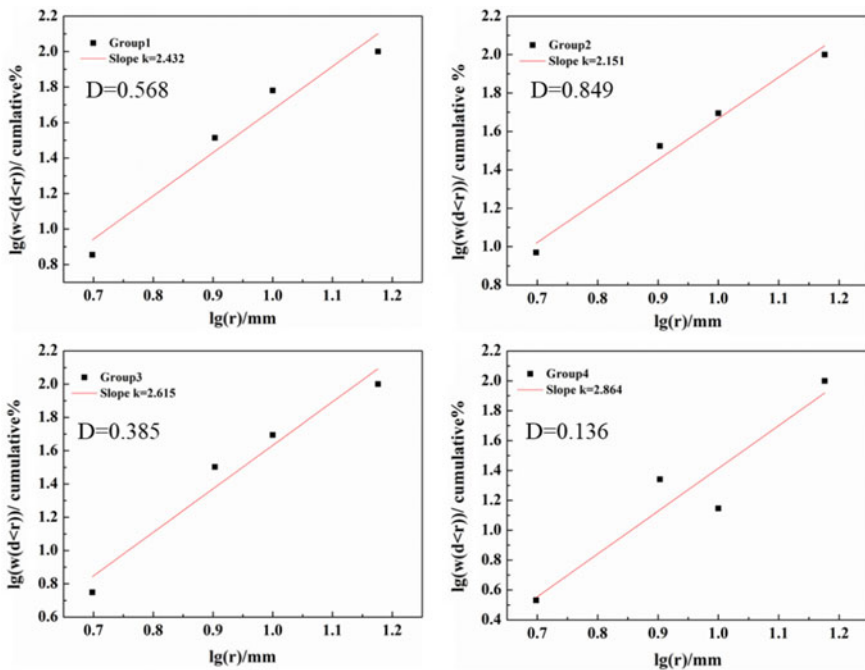 lg(w<(d<r))/ cumlative%
2.2
2.0
1.8
1.6
1.4
1.2
1.0
0.8
Group1
Slope k=2.432
D=0.568
0.7 0.8 0.9 1.0 1.1 1.2
lg(r)/mm
lg(w(d<r))/ cumulative %
2.2
2.0
1.8
1.6
1.4
1.2
1.0
0.8
Group2
Slope k=2.151
D=0.849
0.7 0.8 0.9 1.0 1.1 1.2
lg(r)/mm
lg(w(d<r))/ cumulative%
2.2
2.0
1.8
1.6
1.4
1.2
1.0
0.8
0.6
Group3
Slope k=2.615
D=0.385
0.7 0.8 0.9 1.0 1.1 1.2
lg(r)/mm
lg(w(d<r))/ cumulative%
2.2
2.0
1.8
1.6
1.4
1.2
1.0
0.8
0.6
0.4
Group4
Slope k=2.864
D=0.136
0.7 0.8 0.9 1.0 1.1 1.2
lg(r)/mm